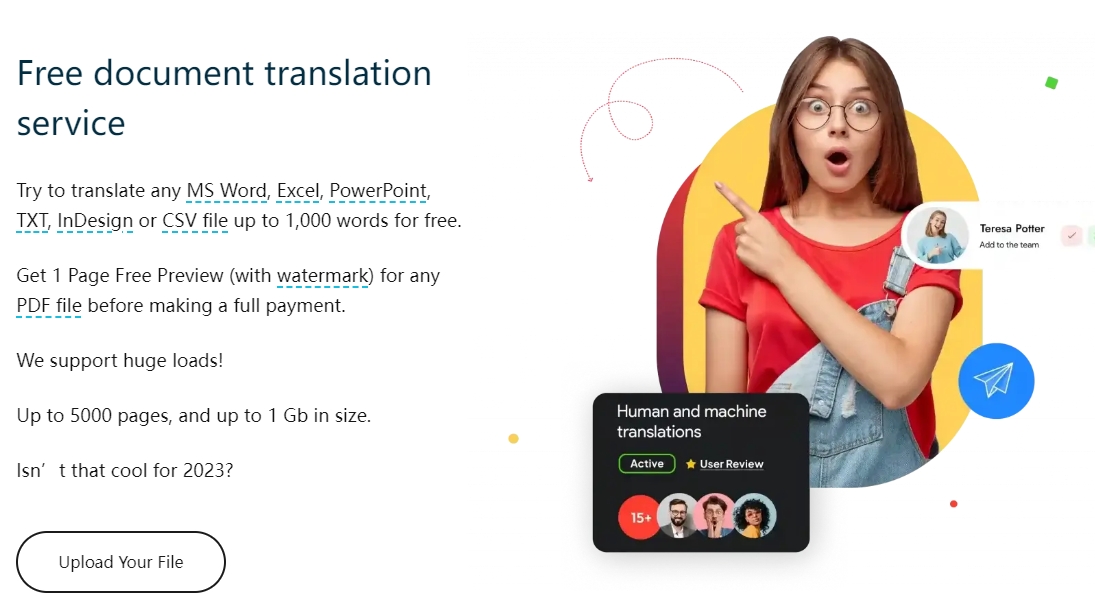 Free document translation
service
Try to translate any MS Word, Excel, PowerPoint,
TXT, InDesign or CSV file up to 1,000 words for free.
Get 1 Page Free Preview (with watermark) for any
PDF file before making a full payment.
We support huge loads!
Up to 5000 pages, and up to 1 Gb in size.
Isn’t that cool for 2023?
Upload Your File
Teresa Potter
Add to the team
Human and machine
translations
Active User Review
15+